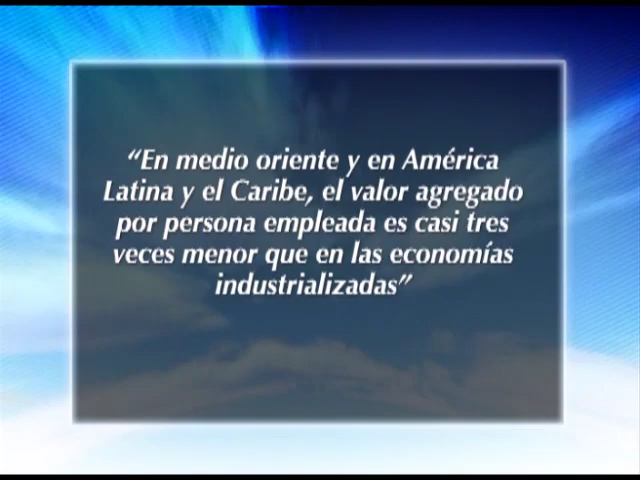 “En medio oriente y en América
Latina y el Caribe, el valor agregado
por persona empleada es casi tres
veces menor que en las economías
industrializadas”